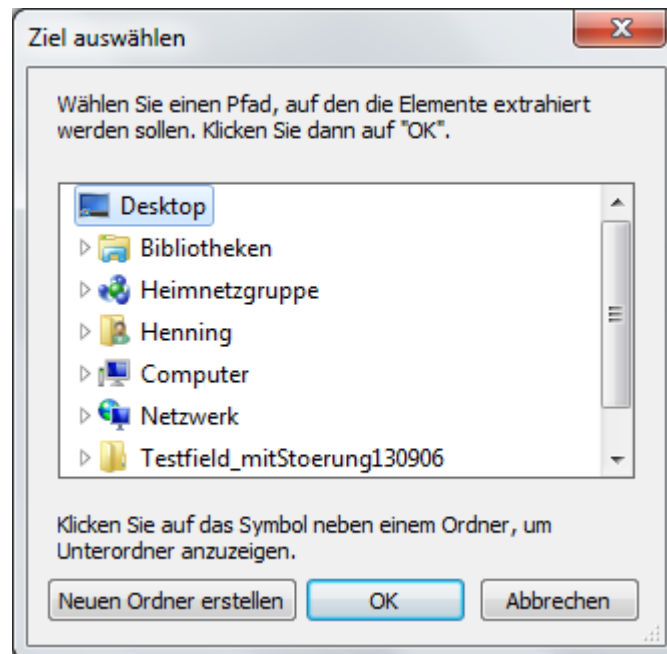 Ziel auswählen
Wählen Sie einen Pfad, auf den die Elemente extrahiert
werden sollen. Klicken Sie dann auf "OK".
Desktop
Bibliotheken
Heimnetzgruppe
Henning
Computer
Netzwerk
Testfield_mitStoerung130906
Klicken Sie auf das Symbol neben einem Ordner, um
Unterordner anzuzeigen.
Neuen Ordner erstellen OK Abbrechen